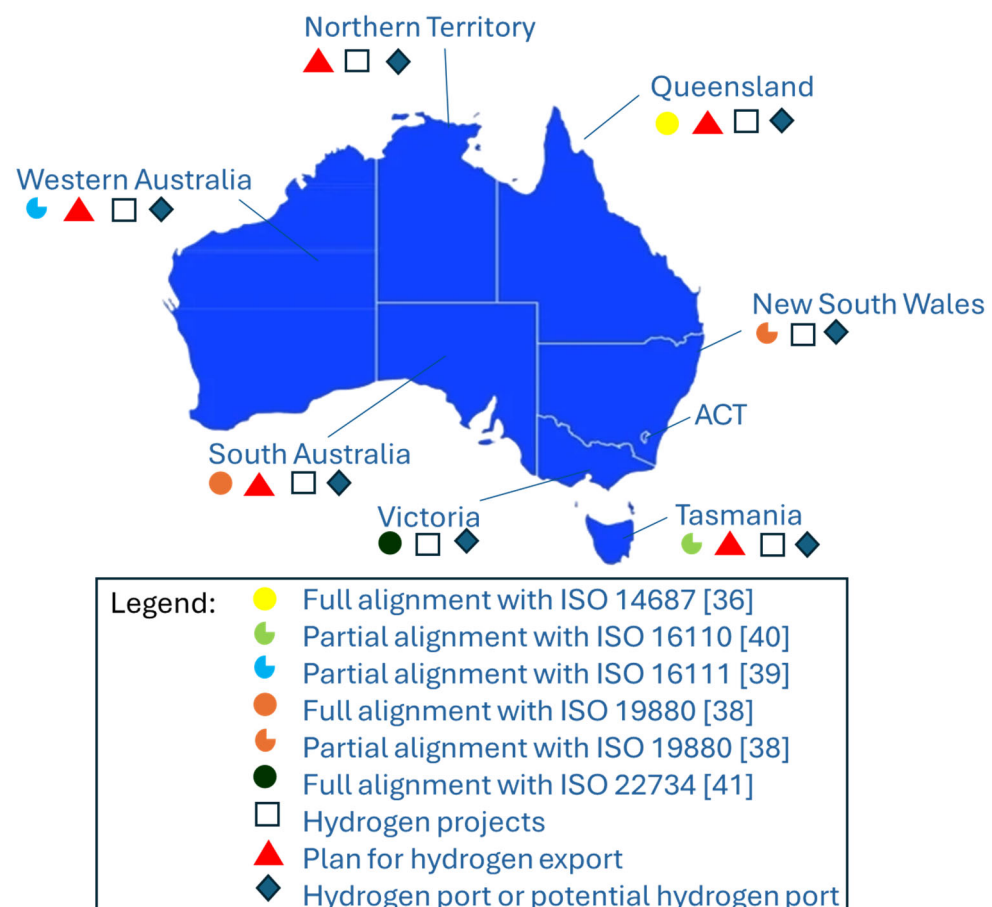 Northern Territory
Queensland
Western Australia
New South Wales
ACT
South Australia
Victoria
Tasmania
Legend:
Full alignment with ISO 14687 [36]
Partial alignment with ISO 16110 [40]
Partial alignment with ISO 16111 [39]
Full alignment with ISO 19880 [38]
Partial alignment with ISO 19880 [38]
Full alignment with ISO 22734 [41]
Hydrogen projects
Plan for hydrogen export
Hydrogen port or potential hydrogen port